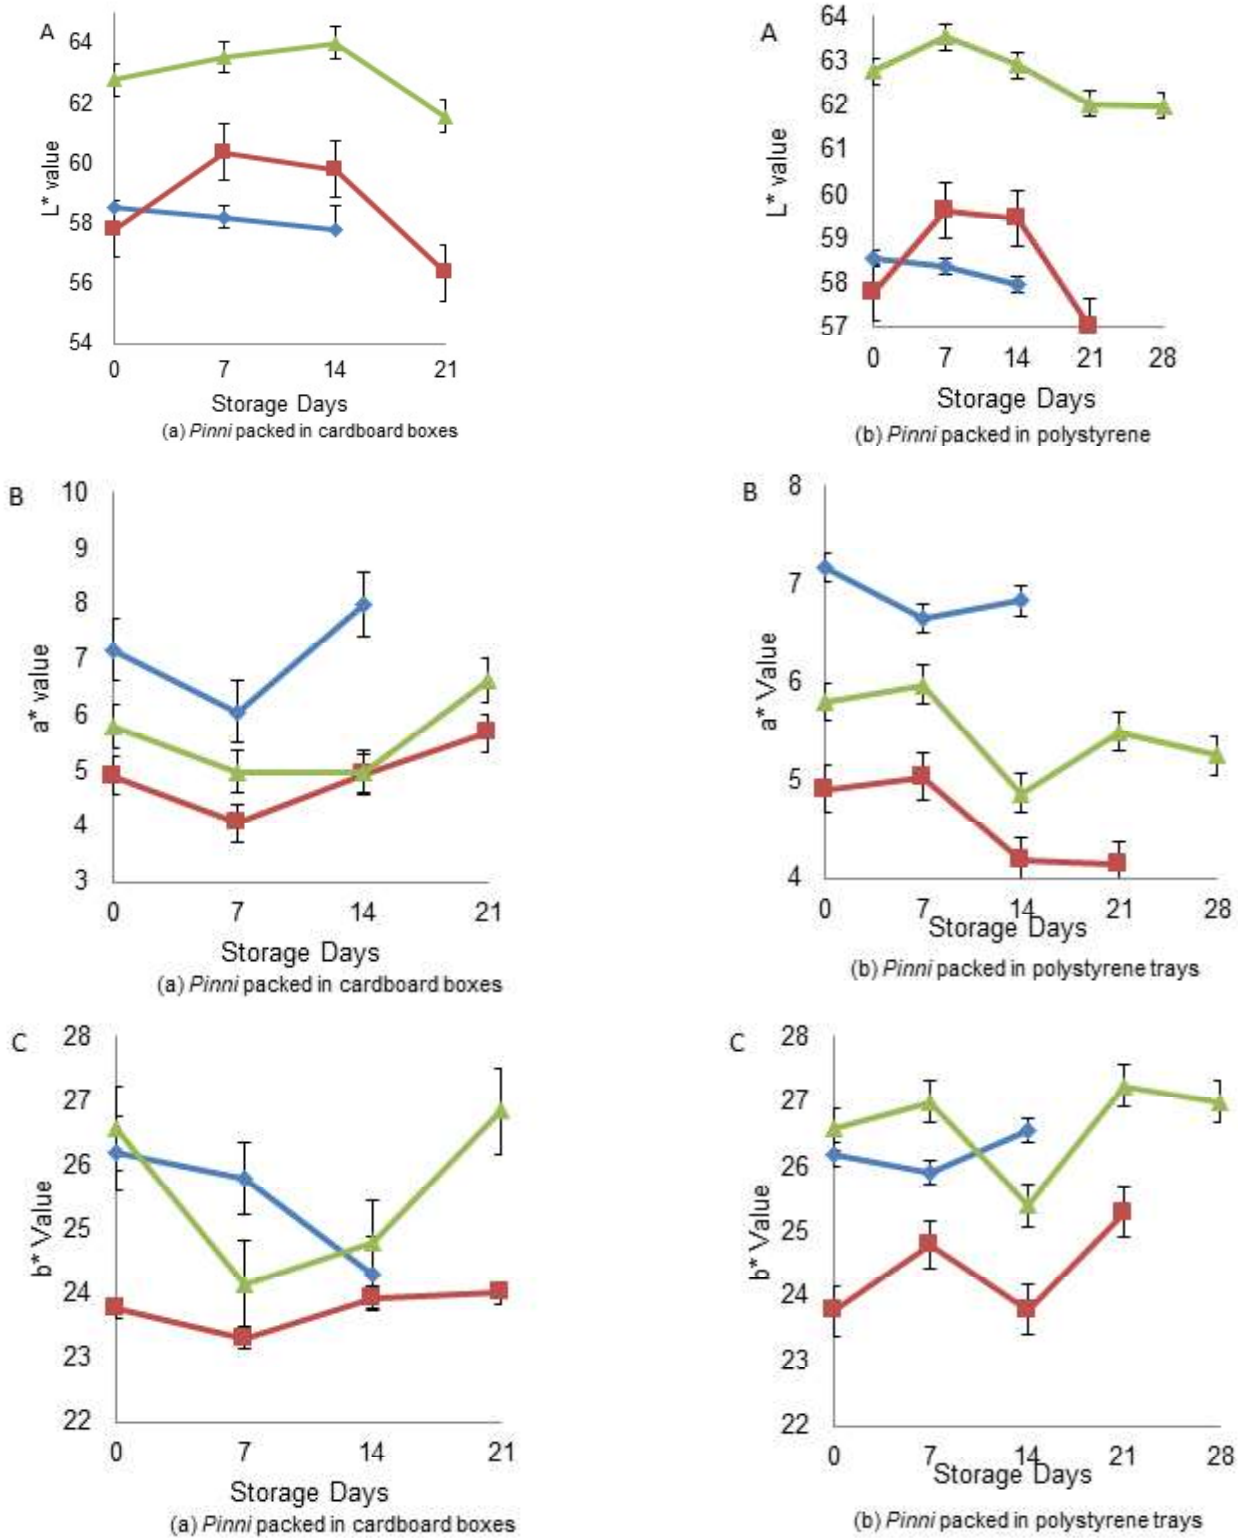 A
64
62
60
58
56
54
L* value
0 7 14 21
Storage Days
(a) Pinni packed in cardboard boxes
A
64
63
62
61
60
59
58
57
L* value
0 7 14 21 28
Storage Days
(b) Pinni packed in polystyrene
B
10
9
8
7
6
5
4
3
a* value
0 7 14 21
Storage Days
(a) Pinni packed in cardboard boxes
B
8
7
6
5
4
a* Value
0 7 14 21 28
Storage Days
(b) Pinni packed in polystyrene trays
C
28
27
26
25
24
23
22
b* Value
0 7 14 21
Storage Days
(a) Pinni packed in cardboard boxes
C
28
27
26
25
24
23
22
b* Value
0 7 14 21 28
Storage Days
(b) Pinni packed in polystyrene trays